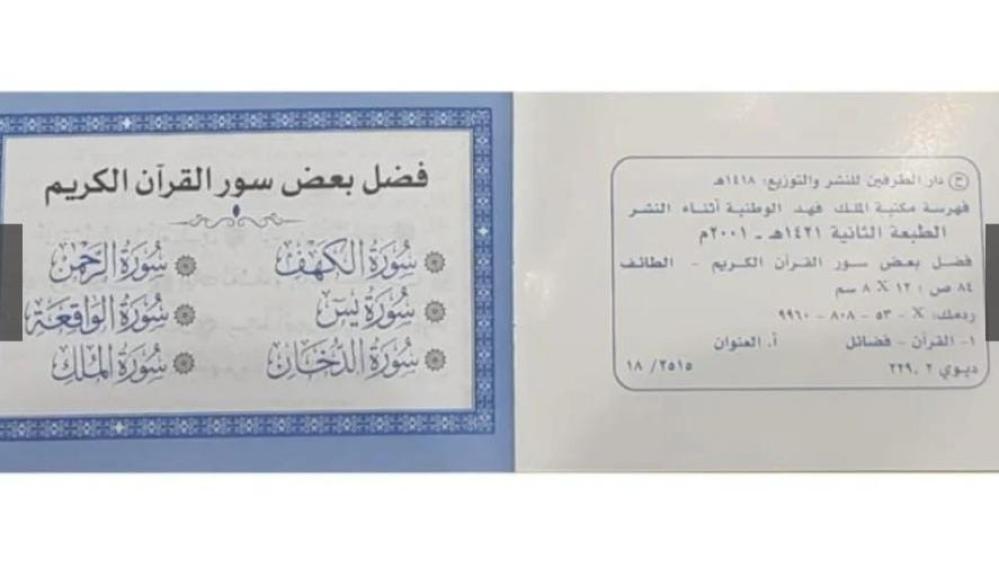 فضل بعض سور القرآن الكريم
سُورَةُ الكَهْف سُورَةُ الرَّحْمٰن
سُورَةُ يس سُورَةُ الوَاقِعَة
سُورَةُ الدُّخَان سُورَةُ المُلْك
ح دار الطرفين للنشر والتوزيع: ١٤١٨هـ
فهرسة مكتبة الملك فهد الوطنية أثناء النشر
الطبعة الثانية ١٤٢١هـ - ٢٠٠١م
فضل بعض سور القرآن الكريم - الطائف
٨٤ ص ؛ ١٢ X ٨ سم
ردمك: X - ٥٣ - ٨٠٨ - ٩٩٦٠
١- القرآن - فضائل أ. العنوان
ديوي ٢٢٩,٢ ١٨/٢٥١٥